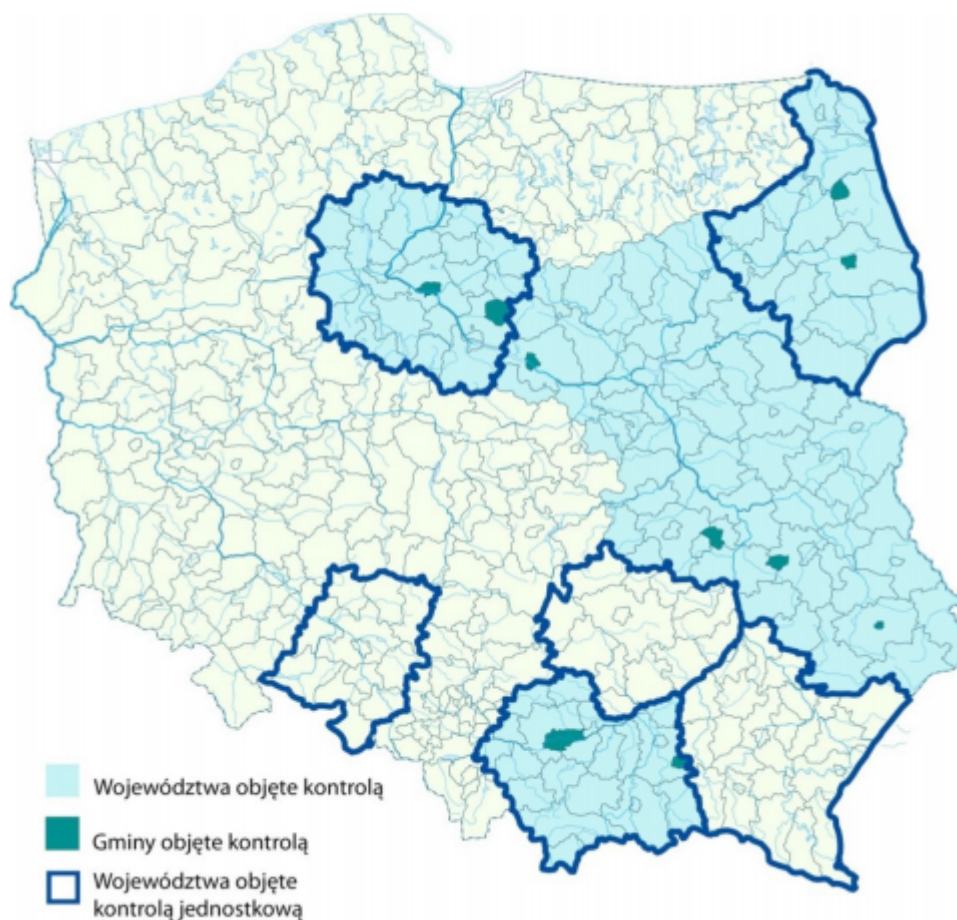 Województwa objęte kontrolą
Gminy objęte kontrolą
Województwa objęte
kontrolą jednostkową